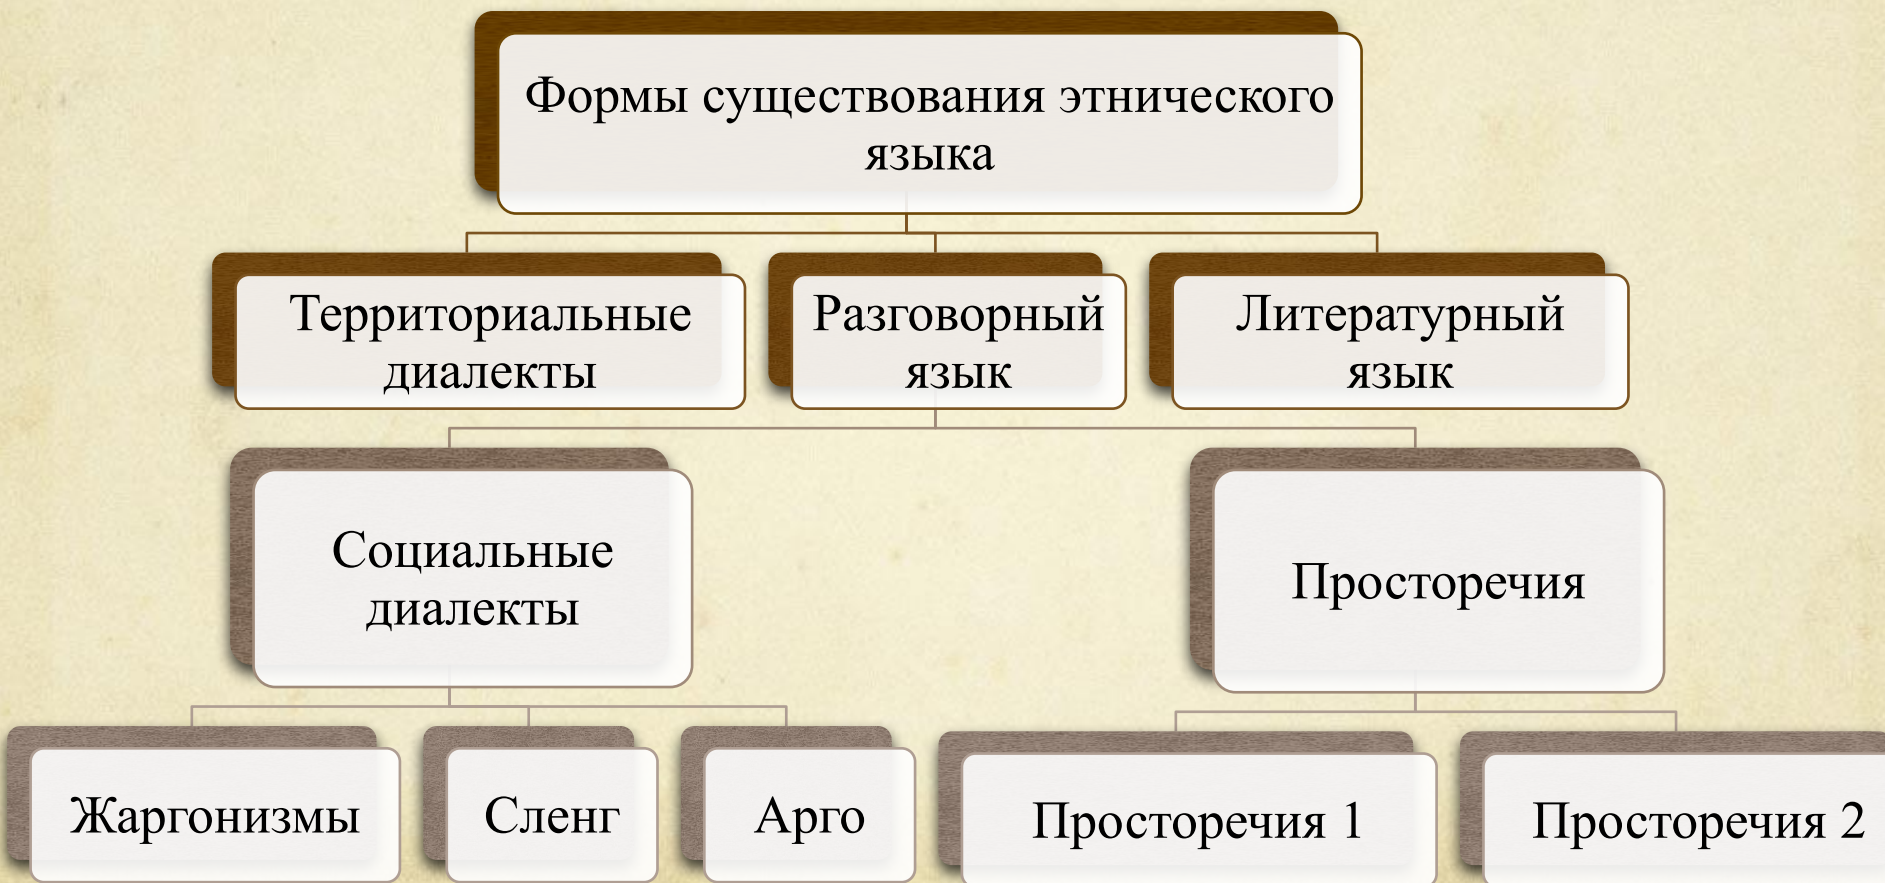 Формы существования этнического
языка
Территориальные
диалекты
Разговорный
язык
Литературный
язык
Социальные
диалекты
Просторечия
Жаргонизмы
Сленг
Арго
Просторечия 1
Просторечия 2